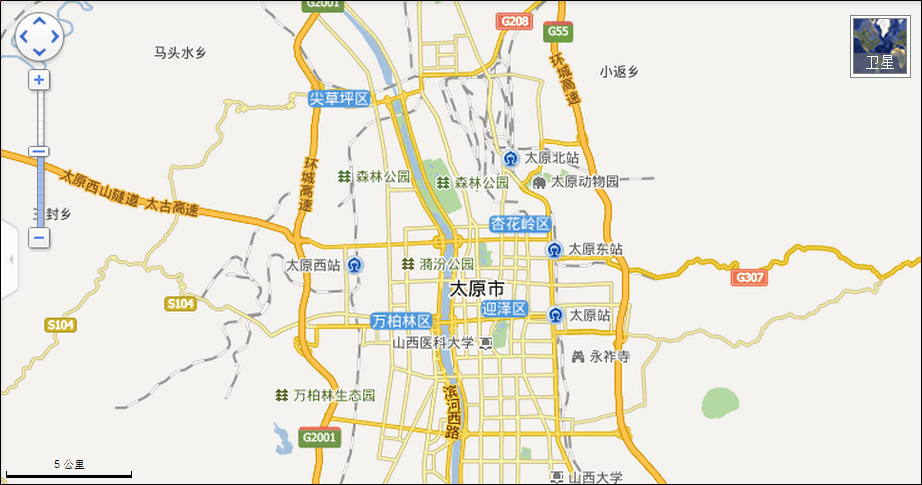 G2001
G208
G55
马头水乡
环城高速
小返乡
卫星
尖草坪区
太原北站
环城高速
森林公园
森林公园
太原动物园
太原西山隧道
太古高速
封乡
杏花岭区
太原东站
太原西站
漪汾公园
G307
太原市
S104
迎泽区
S104
万柏林区
太原站
山西医科大学
永祚寺
万柏林生态园
滨河西路
G2001
5 公里
山西大学